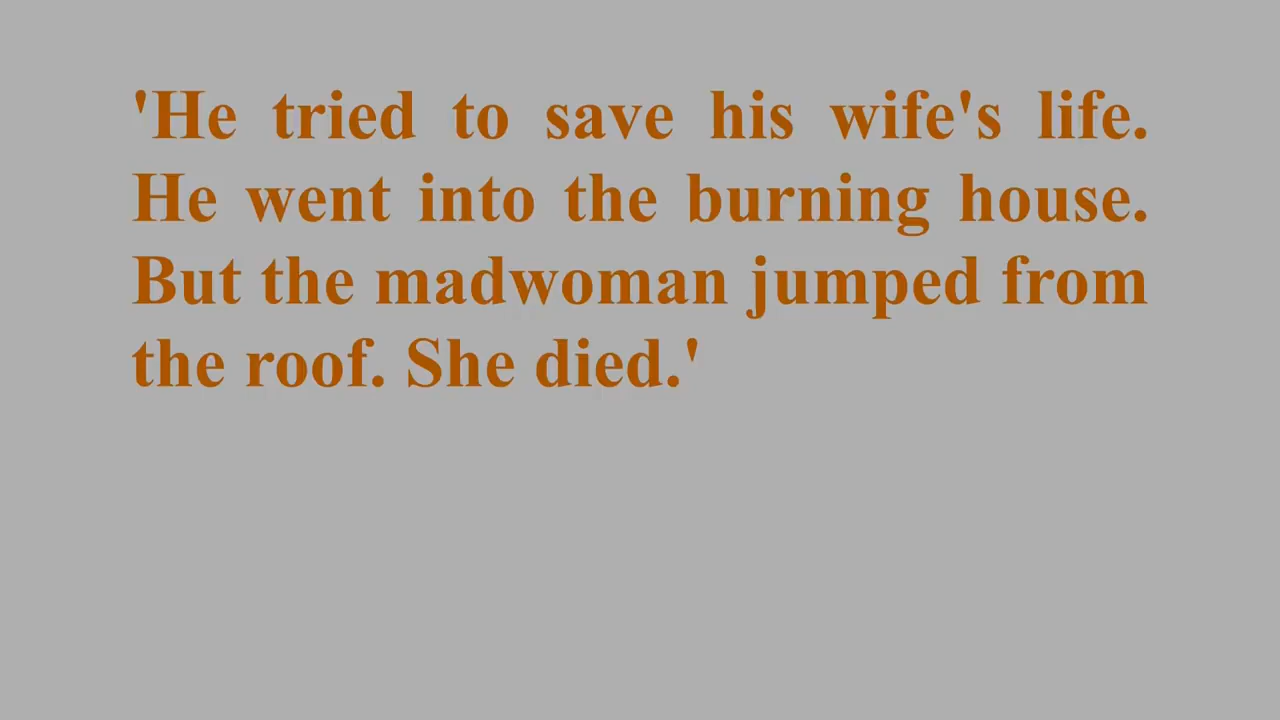 'He tried to save his wife's life.
He went into the burning house.
But the madwoman jumped from
the roof. She died.'